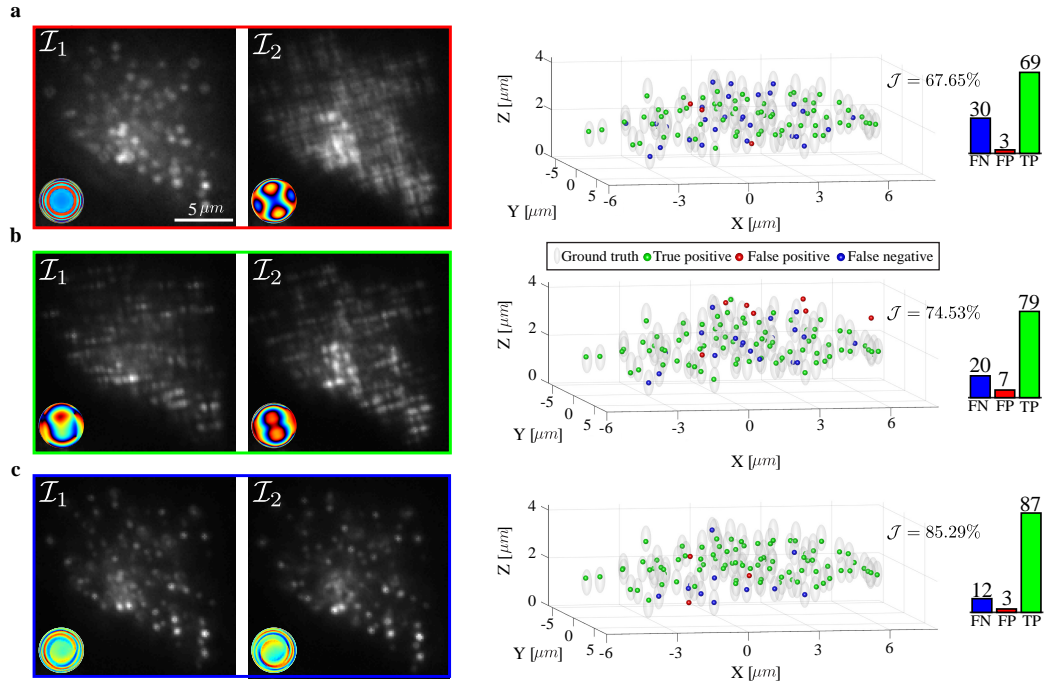 a
ℐ1
ℐ2
5 μm
4
2
0
Z [μm]
-5
0
5
Y [μm]
-6
-3
0
3
6
X [μm]
𝒥 = 67.65%
30
3
69
FN
FP
TP
b
ℐ1
ℐ2
Ground truth
True positive
False positive
False negative
4
2
0
Z [μm]
-5
0
5
Y [μm]
-6
-3
0
3
6
X [μm]
𝒥 = 74.53%
20
7
79
FN
FP
TP
c
ℐ1
ℐ2
4
2
0
Z [μm]
-5
0
5
Y [μm]
-6
-3
0
3
6
X [μm]
𝒥 = 85.29%
12
3
87
FN
FP
TP